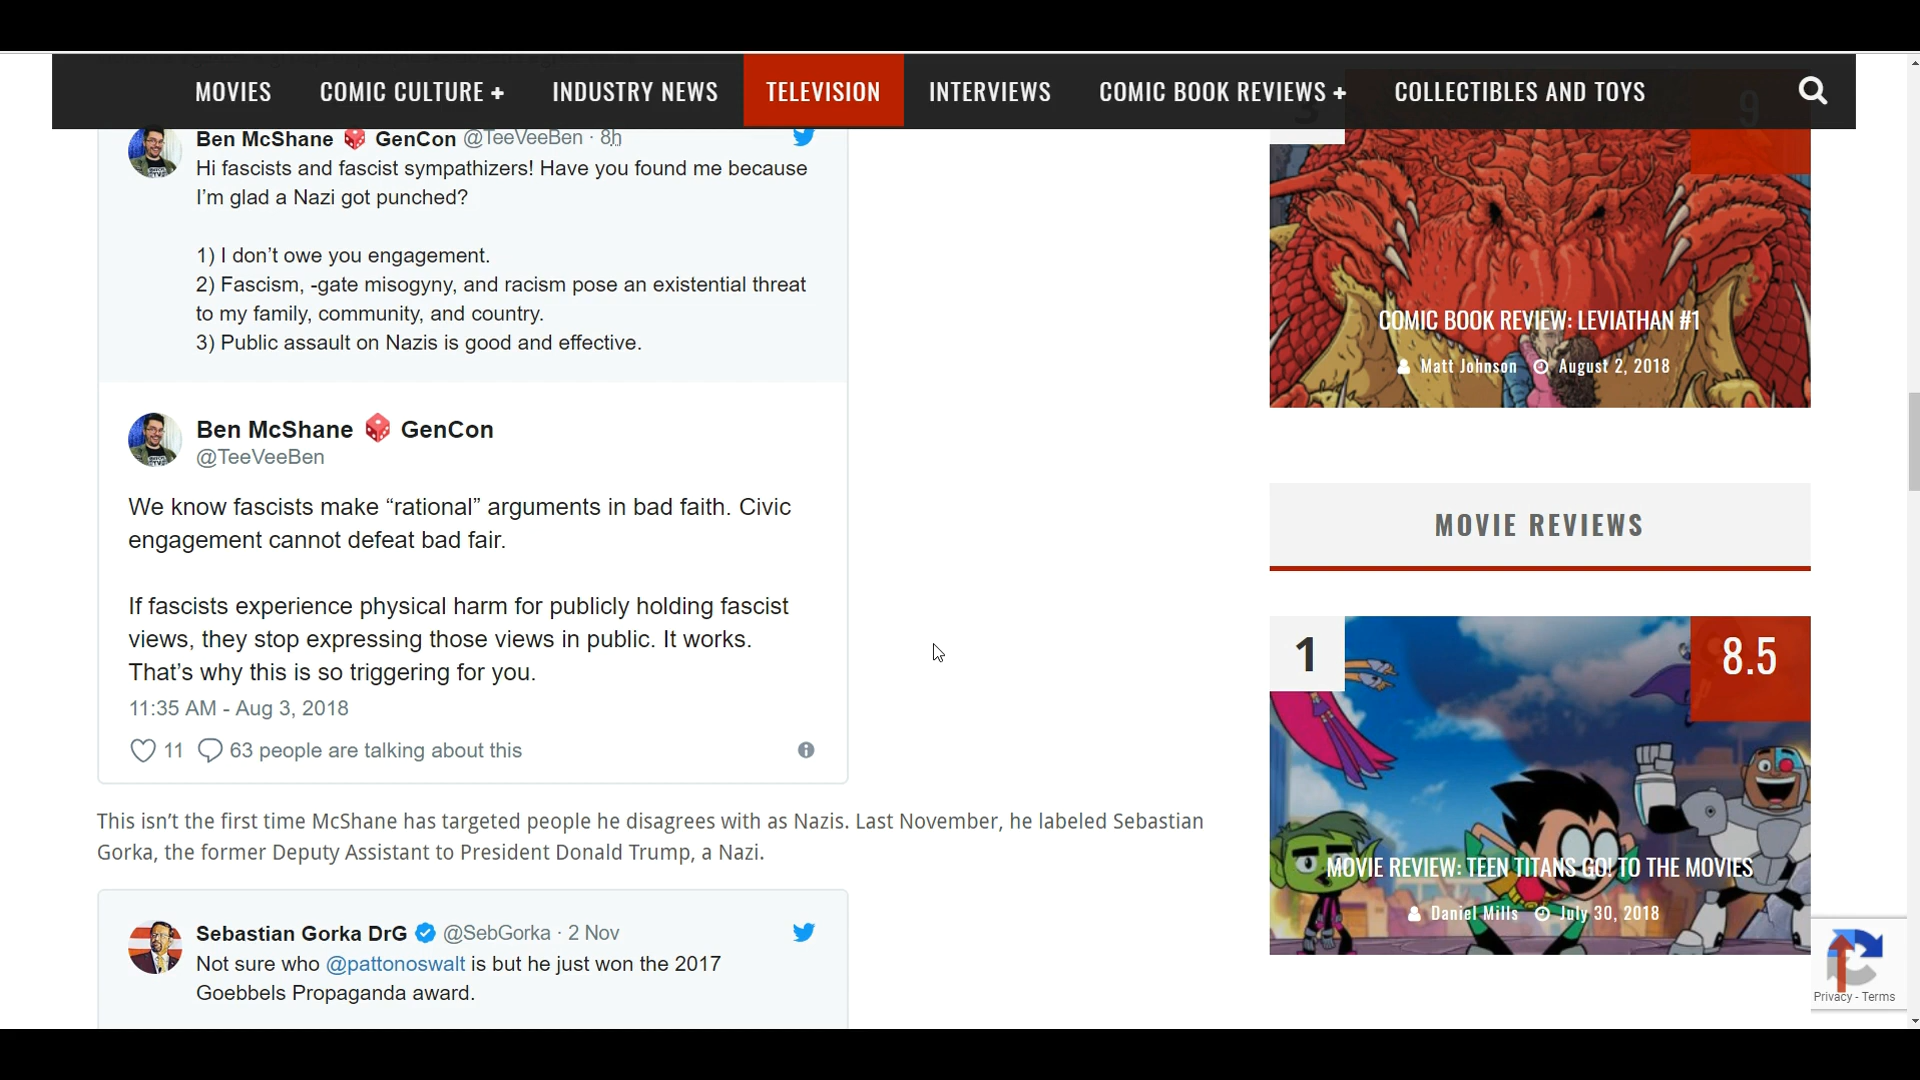 MOVIES COMIC CULTURE + INDUSTRY NEWS TELEVISION INTERVIEWS COMIC BOOK REVIEWS + COLLECTIBLES AND TOYS
Ben McShane GenCon @TeeVeeBen · 8h
Hi fascists and fascist sympathizers! Have you found me because
I’m glad a Nazi got punched?
1) I don’t owe you engagement.
2) Fascism, -gate misogyny, and racism pose an existential threat
to my family, community, and country.
3) Public assault on Nazis is good and effective.
Ben McShane GenCon
@TeeVeeBen
We know fascists make “rational” arguments in bad faith. Civic
engagement cannot defeat bad fair.
If fascists experience physical harm for publicly holding fascist
views, they stop expressing those views in public. It works.
That’s why this is so triggering for you.
11:35 AM - Aug 3, 2018
11 63 people are talking about this
This isn’t the first time McShane has targeted people he disagrees with as Nazis. Last November, he labeled Sebastian
Gorka, the former Deputy Assistant to President Donald Trump, a Nazi.
Sebastian Gorka DrG @SebGorka · 2 Nov
Not sure who @pattonoswalt is but he just won the 2017
Goebbels Propaganda award.
3
9
COMIC BOOK REVIEW: LEVIATHAN #1
Matt Johnson August 2, 2018
MOVIE REVIEWS
1
8.5
MOVIE REVIEW: TEEN TITANS GO! TO THE MOVIES
Daniel Mills July 30, 2018
Privacy - Terms